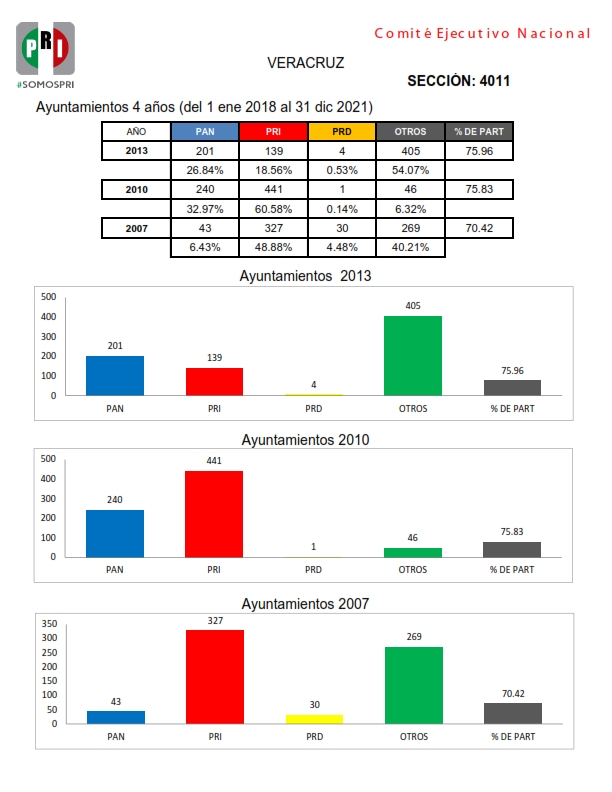 Comité Ejecutivo Nacional
PRI
#SOMOSPRI
VERACRUZ
SECCIÓN: 4011
Ayuntamientos 4 años (del 1 ene 2018 al 31 dic 2021)
AÑO PAN PRI PRD OTROS % DE PART
2013 201 139 4 405 75.96
26.84% 18.56% 0.53% 54.07%
2010 240 441 1 46 75.83
32.97% 60.58% 0.14% 6.32%
2007 43 327 30 269 70.42
6.43% 48.88% 4.48% 40.21%
Ayuntamientos 2013
500
400
300
200
100
0
201 139 4 405 75.96
PAN PRI PRD OTROS % DE PART
Ayuntamientos 2010
500
400
300
200
100
0
240 441 1 46 75.83
PAN PRI PRD OTROS % DE PART
Ayuntamientos 2007
350
300
250
200
150
100
50
0
43 327 30 269 70.42
PAN PRI PRD OTROS % DE PART